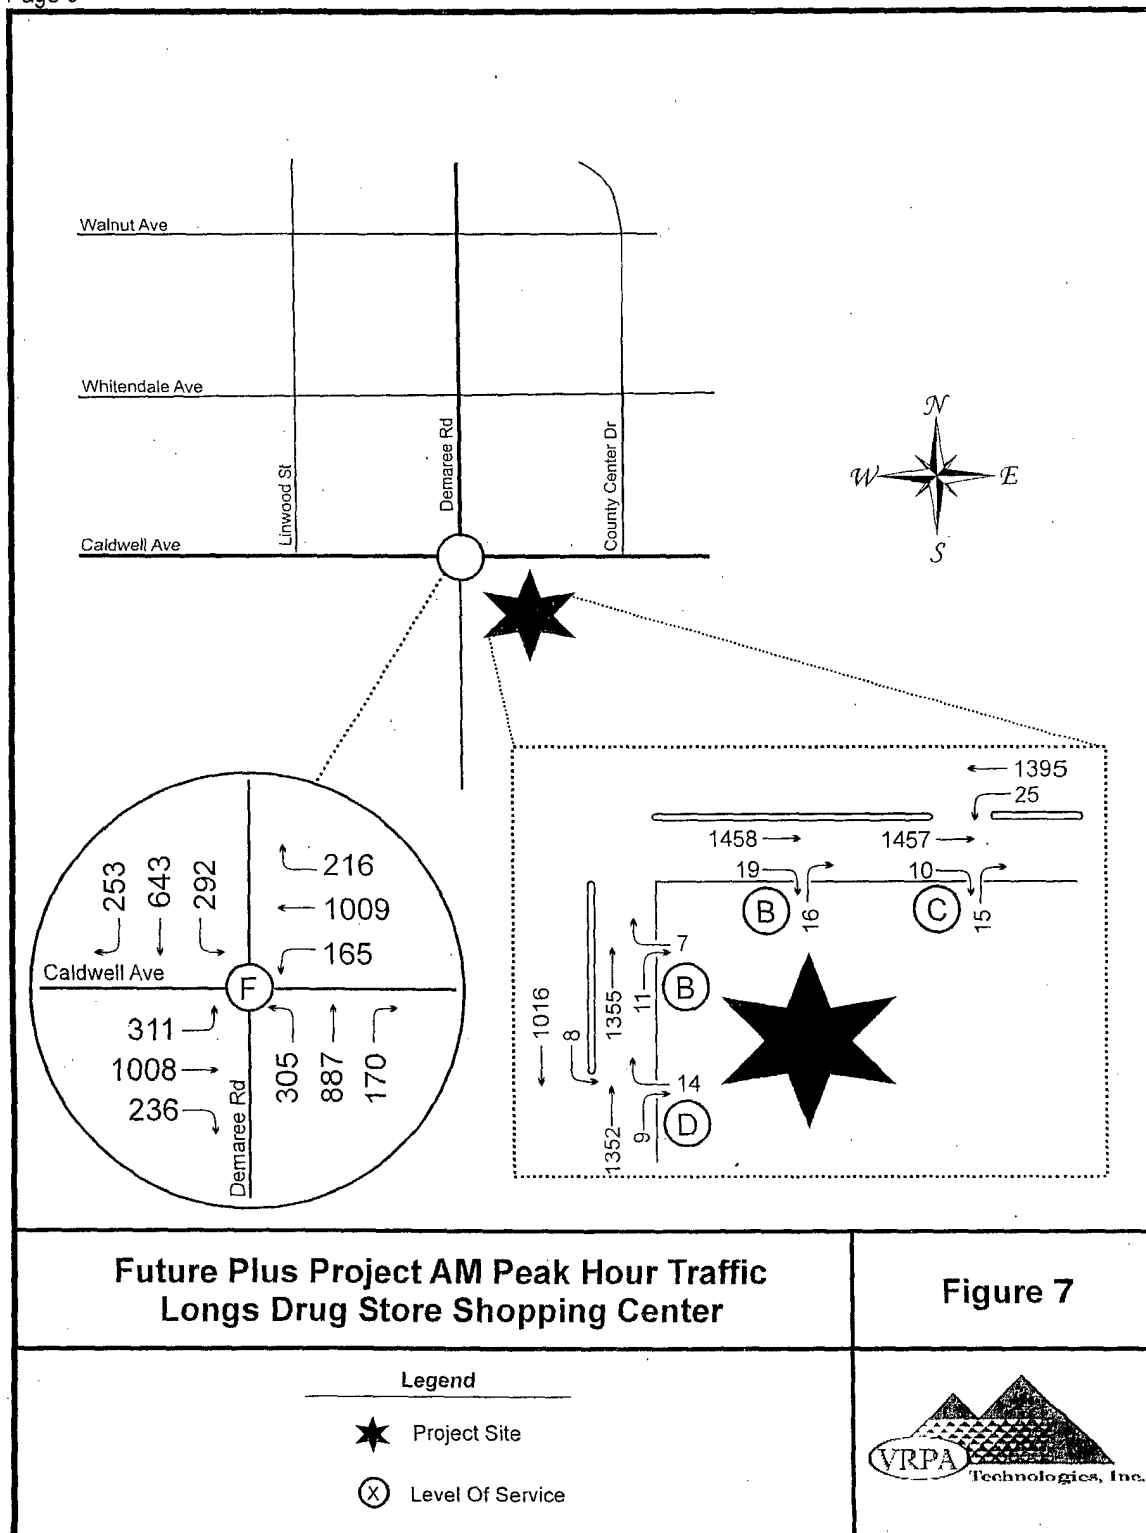 Walnut Ave
Whitendale Ave
Linwood St
Demaree Rd
County Center Dr
Caldwell Ave
N
W
E
S
1395
25
1458
1457
19
10
B
16
C
15
7
B
1016
8
1355
11
14
D
1352
9
253
643
292
216
1009
165
Caldwell Ave
F
311
1008
236
305
887
170
Demaree Rd
Future Plus Project AM Peak Hour Traffic
Longs Drug Store Shopping Center
Figure 7
Legend
Project Site
X
Level Of Service
VRPA
Technologies, Inc.